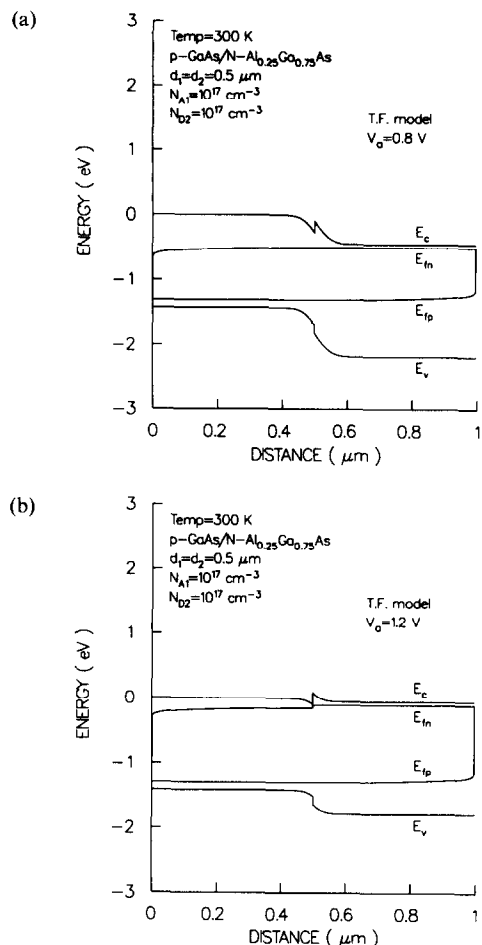 (a)
3
2
1
0
−1
−2
−3
ENERGY ( eV )
Temp=300 K
p−GaAs/N−Al0.25Ga0.75As
d1=d2=0.5 μm
NA1=10^17 cm−3
ND2=10^17 cm−3
T.F. model
Va=0.8 V
Ec
Efn
Efp
Ev
0 0.2 0.4 0.6 0.8 1
DISTANCE ( μm )
(b)
3
2
1
0
−1
−2
−3
ENERGY ( eV )
Temp=300 K
p−GaAs/N−Al0.25Ga0.75As
d1=d2=0.5 μm
NA1=10^17 cm−3
ND2=10^17 cm−3
T.F. model
Va=1.2 V
Ec
Efn
Efp
Ev
0 0.2 0.4 0.6 0.8 1
DISTANCE ( μm )